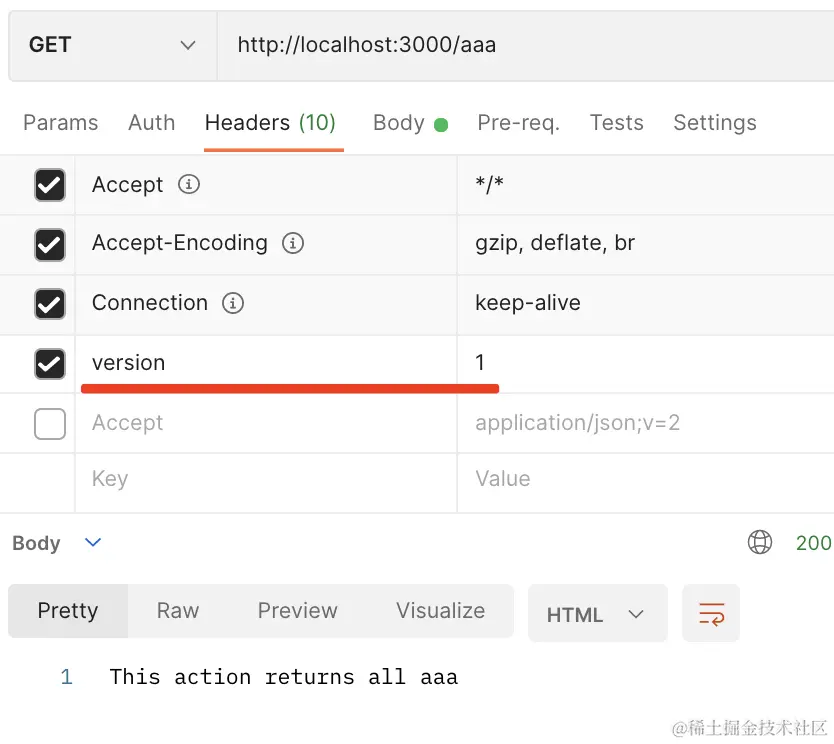 GET http://localhost:3000/aaa
Params Auth Headers (10) Body Pre-req. Tests Settings
Accept */*
Accept-Encoding gzip, deflate, br
Connection keep-alive
version 1
Accept application/json;v=2
Key Value
Body 200
Pretty Raw Preview Visualize HTML
1 This action returns all aaa
@稀土掘金技术社区